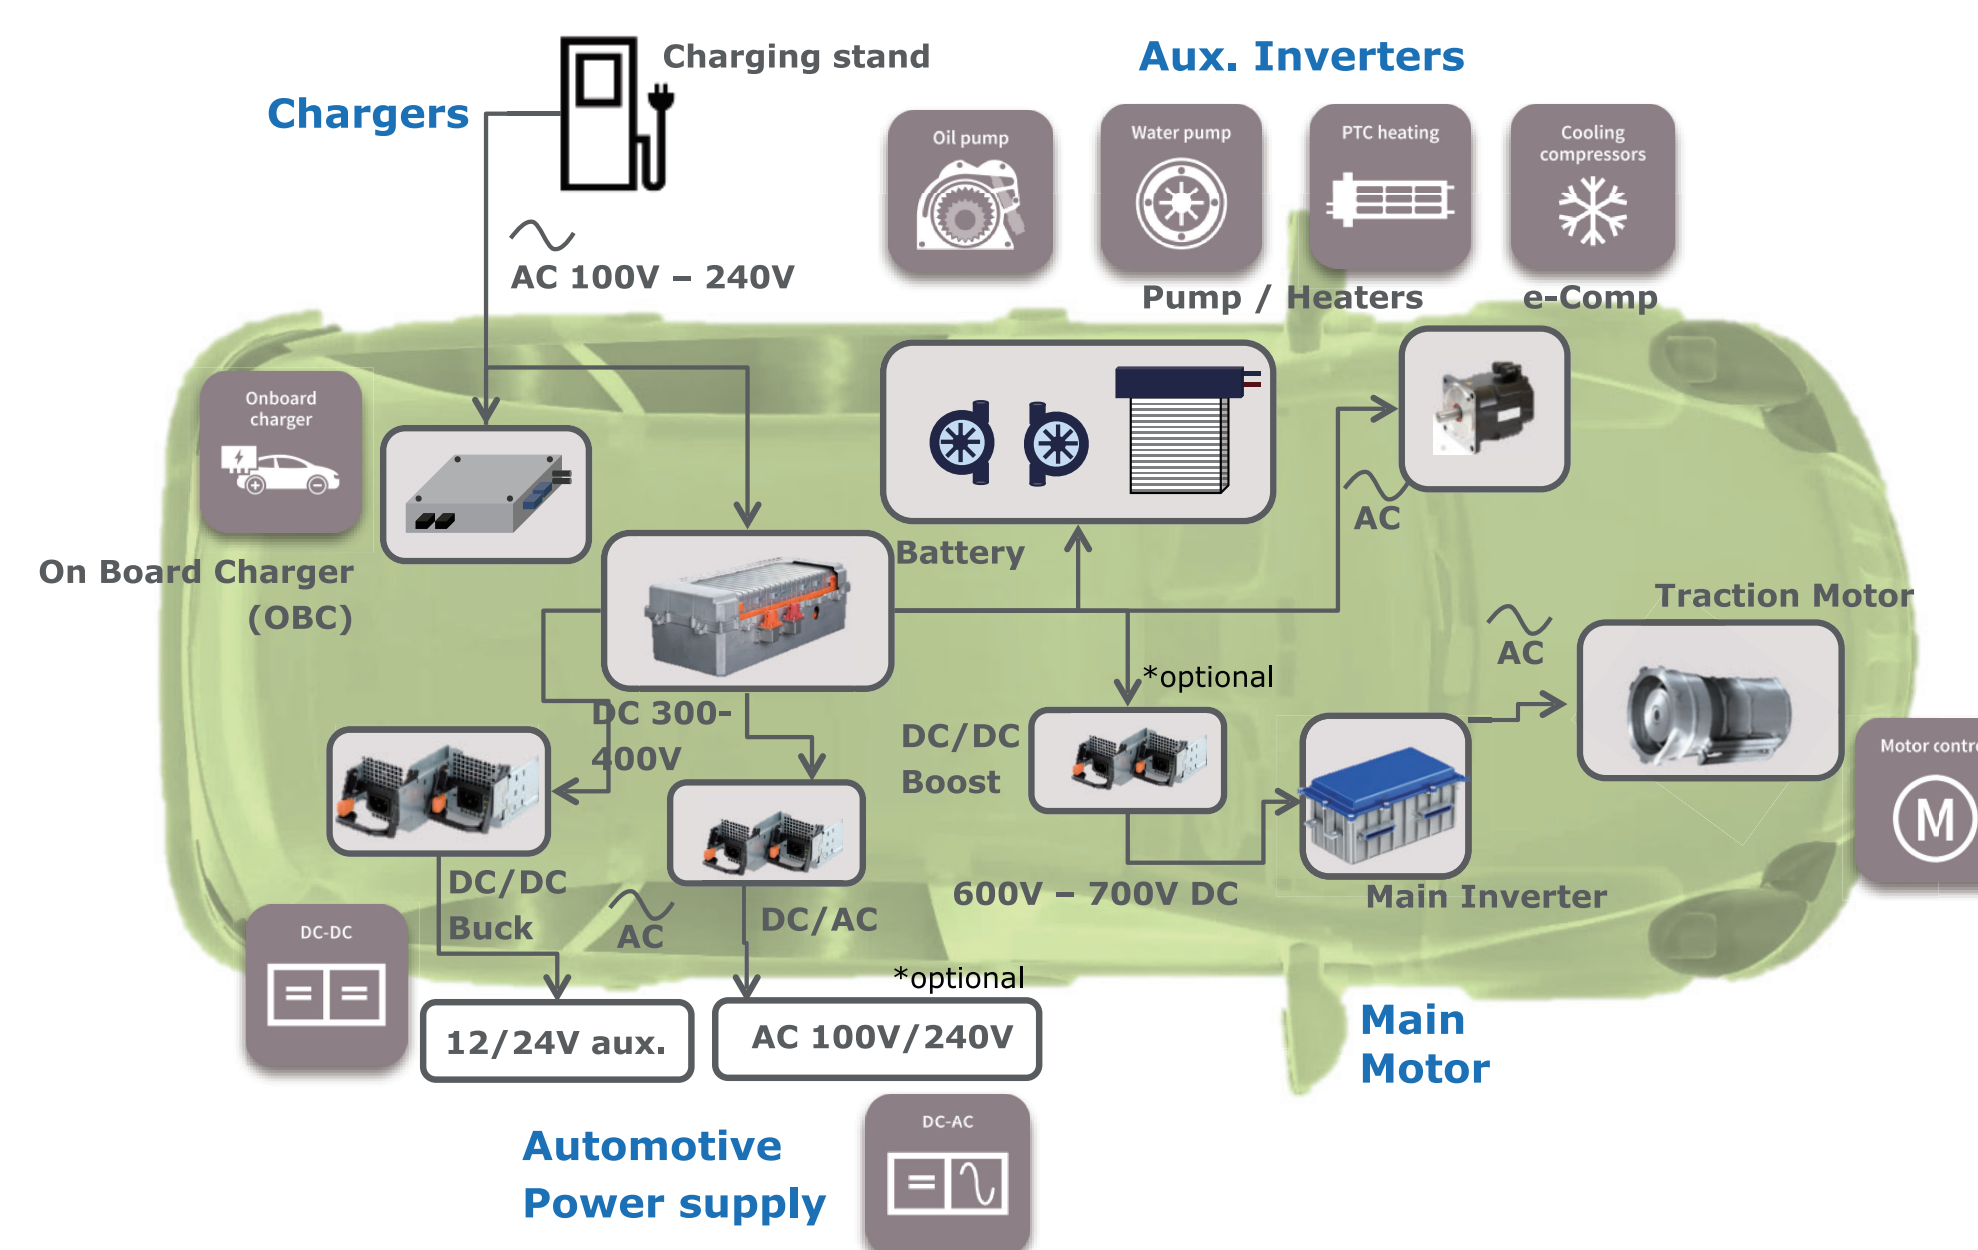 Charging stand
Aux. Inverters
Chargers
Oil pump
Water pump
PTC heating
Cooling
compressors
AC 100V – 240V
Pump / Heaters
e-Comp
Onboard
charger
AC
Battery
On Board Charger
(OBC)
Traction Motor
AC
*optional
DC 300-
400V
DC/DC
Boost
Motor contr
M
DC/DC
Buck
AC
DC/AC
600V – 700V DC
Main Inverter
DC-DC
*optional
12/24V aux.
AC 100V/240V
Main
Motor
DC-AC
Automotive
Power supply